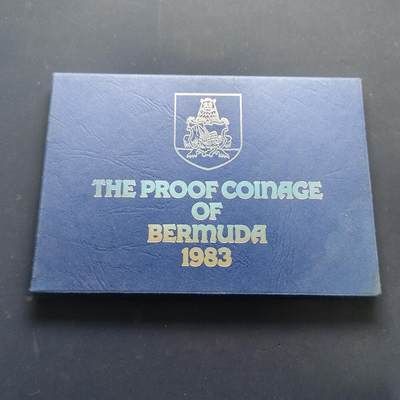 THE PROOF COINAGE
OF
BERMUDA
1983